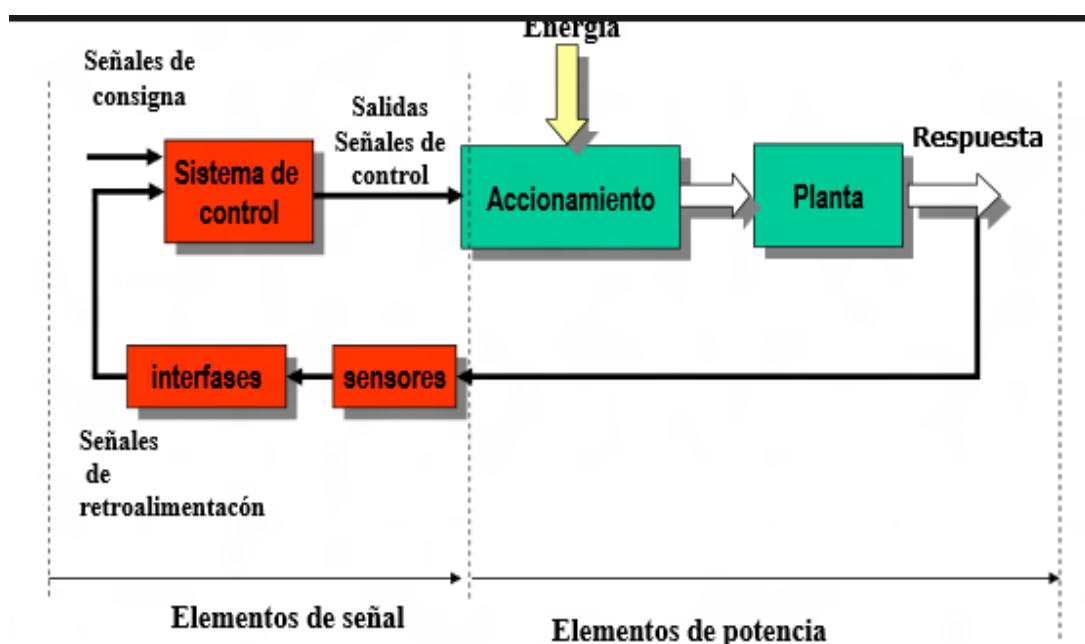 Energía
Señales de
consigna
Salidas
Señales de
control
Respuesta
Sistema de
control
Accionamiento
Planta
interfases
sensores
Señales
de
retroalimentacón
Elementos de señal
Elementos de potencia